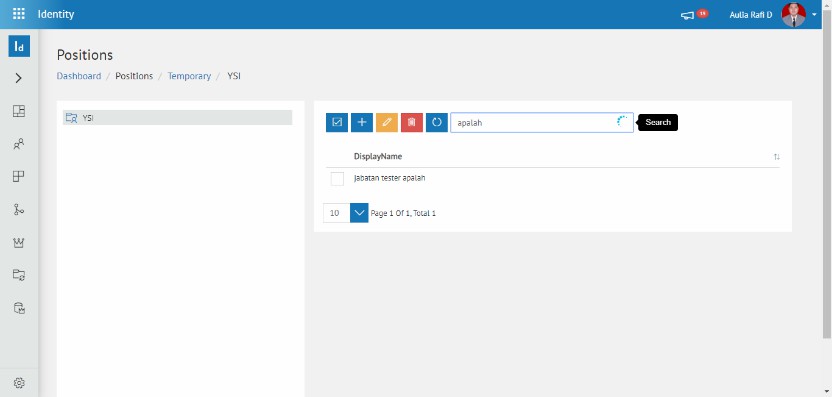 Identity
19
Aulia Rafi D
Id
Positions
Dashboard / Positions / Temporary / YSI
YSI
apalah
Search
DisplayName
Jabatan tester apalah
10
Page 1 Of 1, Total 1